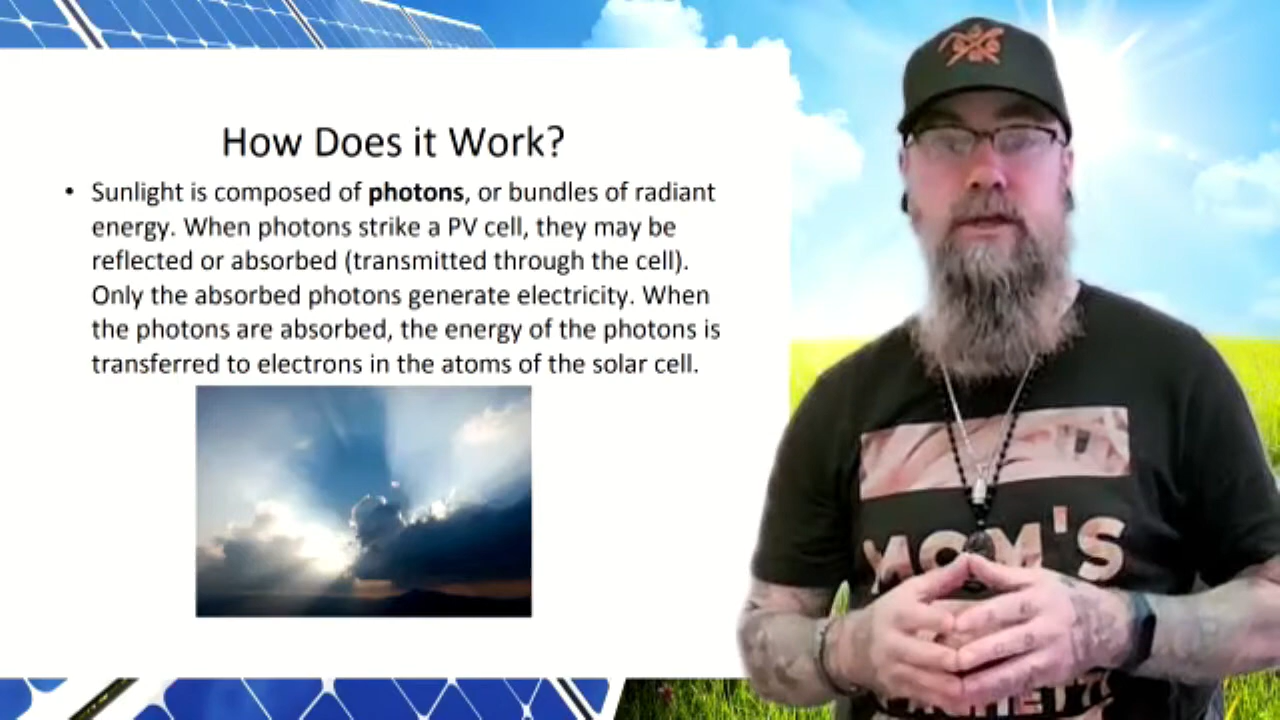 How Does it Work?
• Sunlight is composed of photons, or bundles of radiant
energy. When photons strike a PV cell, they may be
reflected or absorbed (transmitted through the cell).
Only the absorbed photons generate electricity. When
the photons are absorbed, the energy of the photons is
transferred to electrons in the atoms of the solar cell.
MOM'S